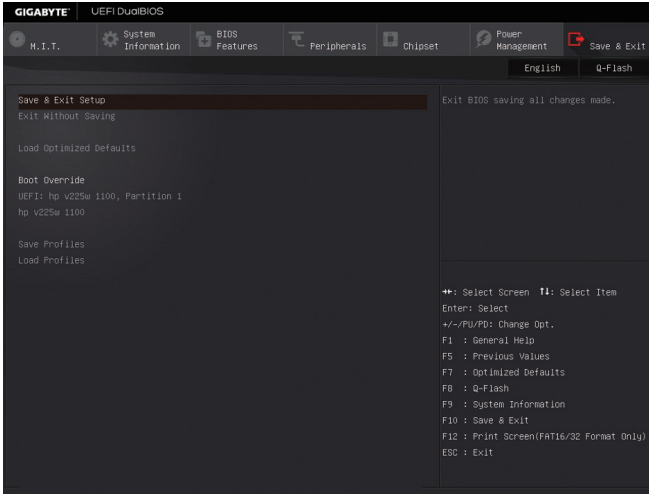 GIGABYTE™ UEFI DualBIOS
M.I.T.
System Information
BIOS Features
Peripherals
Chipset
Power Management
Save & Exit
English
Q-Flash
Save & Exit Setup
Exit Without Saving
Load Optimized Defaults
Boot Override
UEFI: hp v225w 1100, Partition 1
hp v225w 1100
Save Profiles
Load Profiles
Exit BIOS saving all changes made.
→←: Select Screen ↑↓: Select Item
Enter: Select
+/-/PU/PD: Change Opt.
F1 : General Help
F5 : Previous Values
F7 : Optimized Defaults
F8 : Q-Flash
F9 : System Information
F10 : Save & Exit
F12 : Print Screen(FAT16/32 Format Only)
ESC : Exit